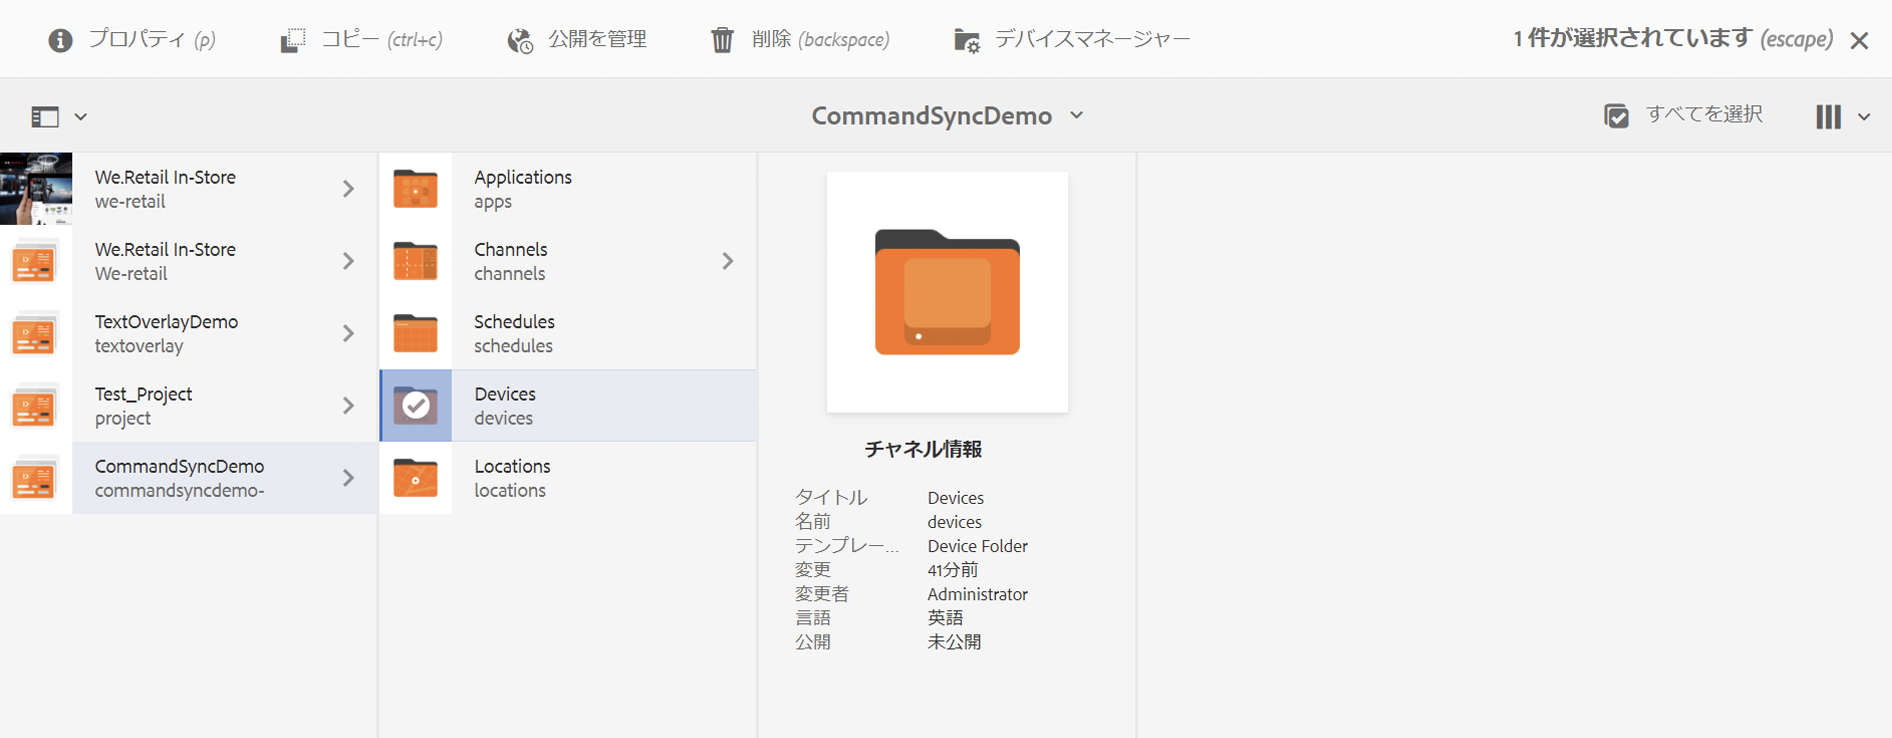 プロパティ (p) コピー (ctrl+c) 公開を管理 削除 (backspace) デバイスマネージャー 1 件が選択されています (escape)
CommandSyncDemo すべてを選択
We.Retail In-Store
we-retail
We.Retail In-Store
We-retail
TextOverlayDemo
textoverlay
Test_Project
project
CommandSyncDemo
commandsyncdemo-
Applications
apps
Channels
channels
Schedules
schedules
Devices
devices
Locations
locations
チャネル情報
タイトル Devices
名前 devices
テンプレー... Device Folder
変更 41分前
変更者 Administrator
言語 英語
公開 未公開